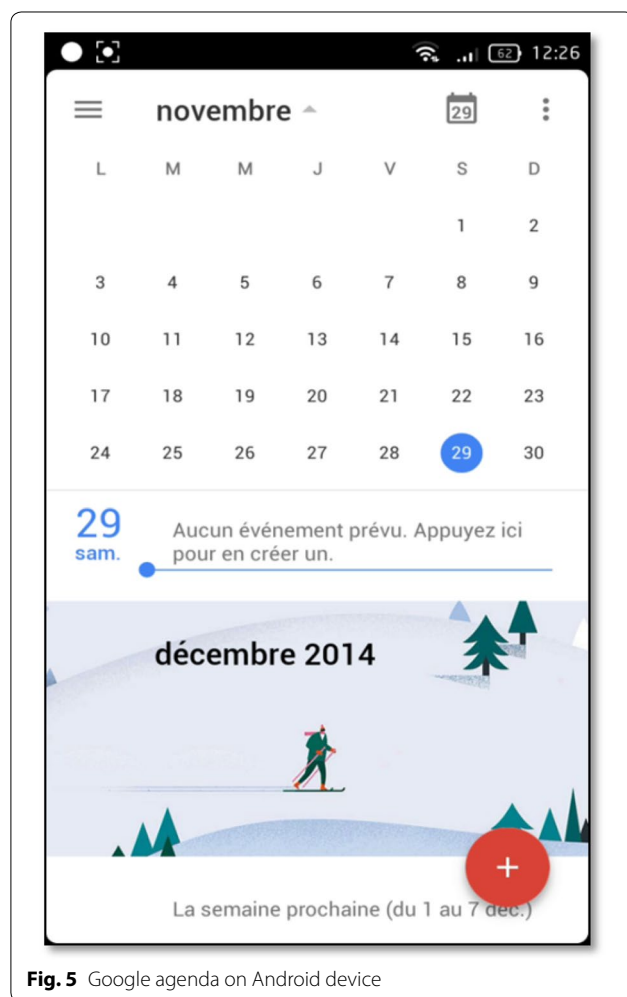 62 12:26
novembre 29
L M M J V S D
1 2
3 4 5 6 7 8 9
10 11 12 13 14 15 16
17 18 19 20 21 22 23
24 25 26 27 28 29 30
29 Aucun événement prévu. Appuyez ici
sam. pour en créer un.
décembre 2014
+
La semaine prochaine (du 1 au 7 déc.)
Fig. 5 Google agenda on Android device